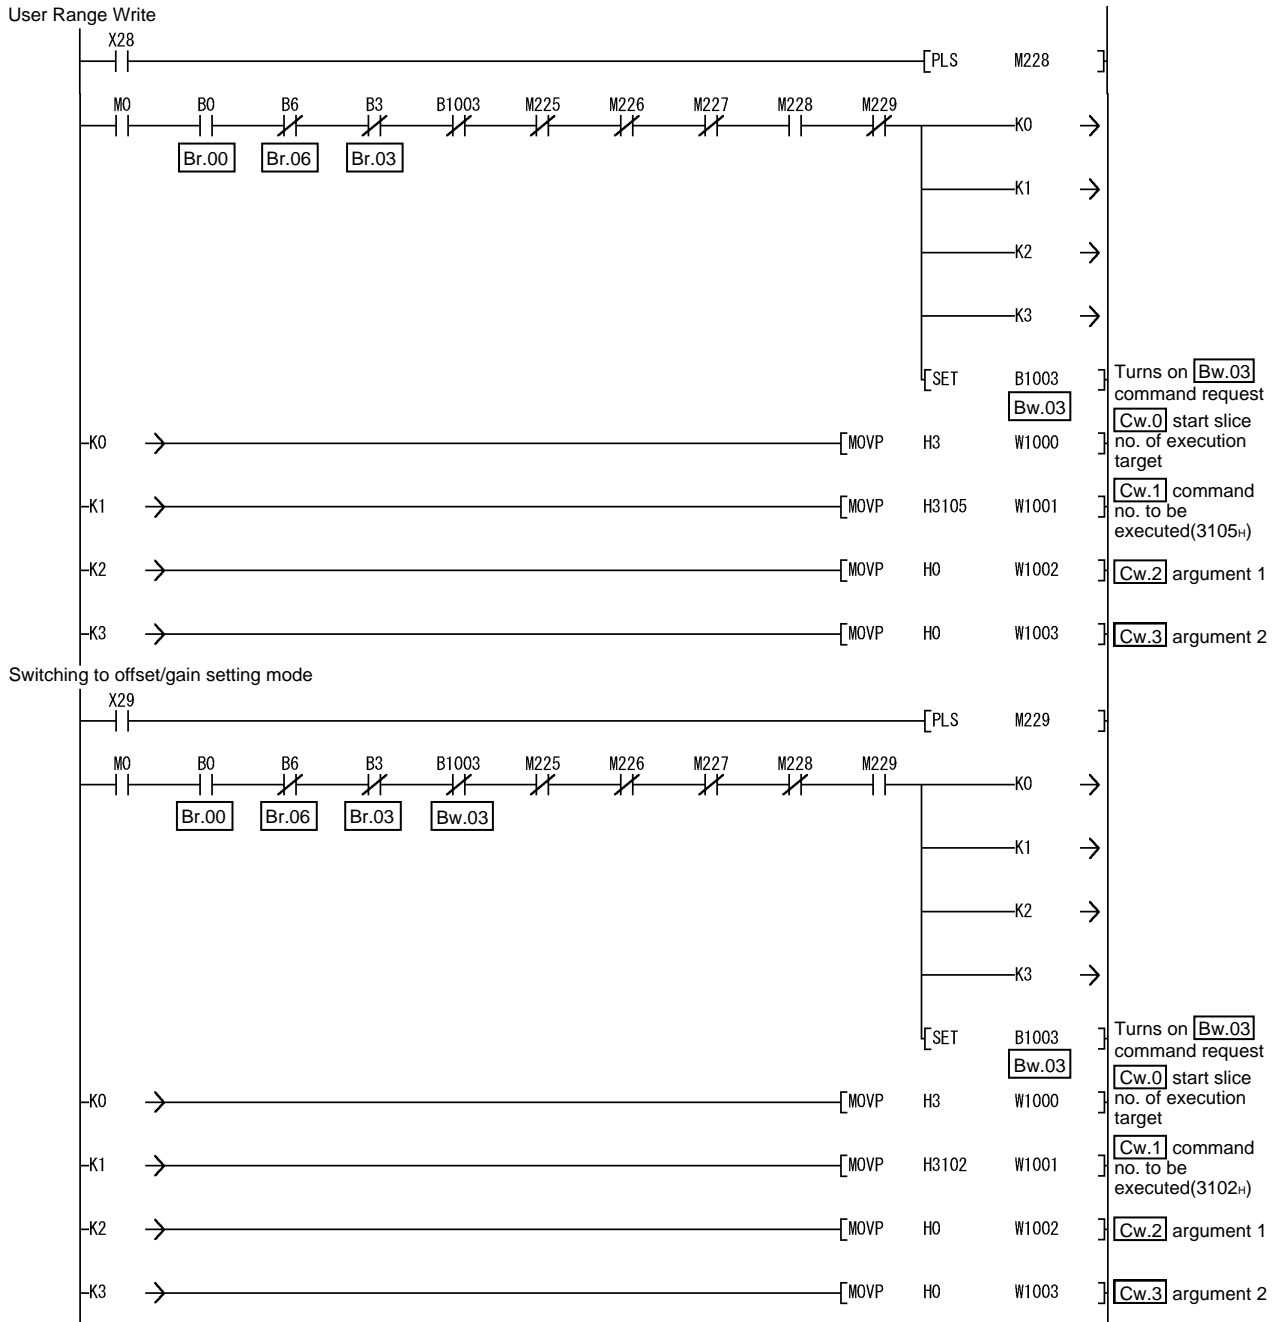 User Range Write
X28
PLS M228
M0 B0 B6 B3 B1003 M225 M226 M227 M228 M229
K0
Br.00 Br.06 Br.03
K1
K2
K3
SET B1003 Turns on Bw.03
command request
Bw.03
Cw.0 start slice
K0 MOVP H3 W1000 no. of execution
target
Cw.1 command
K1 MOVP H3105 W1001 no. to be
executed(3105H)
K2 MOVP H0 W1002 Cw.2 argument 1
K3 MOVP H0 W1003 Cw.3 argument 2
Switching to offset/gain setting mode
X29
PLS M229
M0 B0 B6 B3 B1003 M225 M226 M227 M228 M229
K0
Br.00 Br.06 Br.03 Bw.03
K1
K2
K3
SET B1003 Turns on Bw.03
command request
Bw.03
Cw.0 start slice
K0 MOVP H3 W1000 no. of execution
target
Cw.1 command
K1 MOVP H3102 W1001 no. to be
executed(3102H)
K2 MOVP H0 W1002 Cw.2 argument 1
K3 MOVP H0 W1003 Cw.3 argument 2